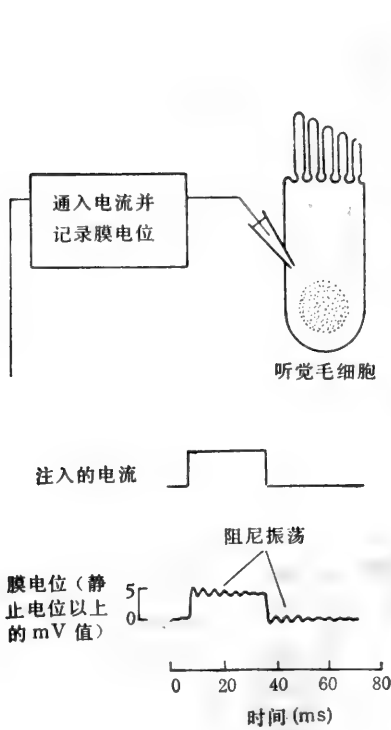 通入电流并
记录膜电位
听觉毛细胞
注入的电流
阻尼振荡
膜电位（静
止电位以上
的 mV 值）
5
0
0 20 40 60 80
时间 (ms)